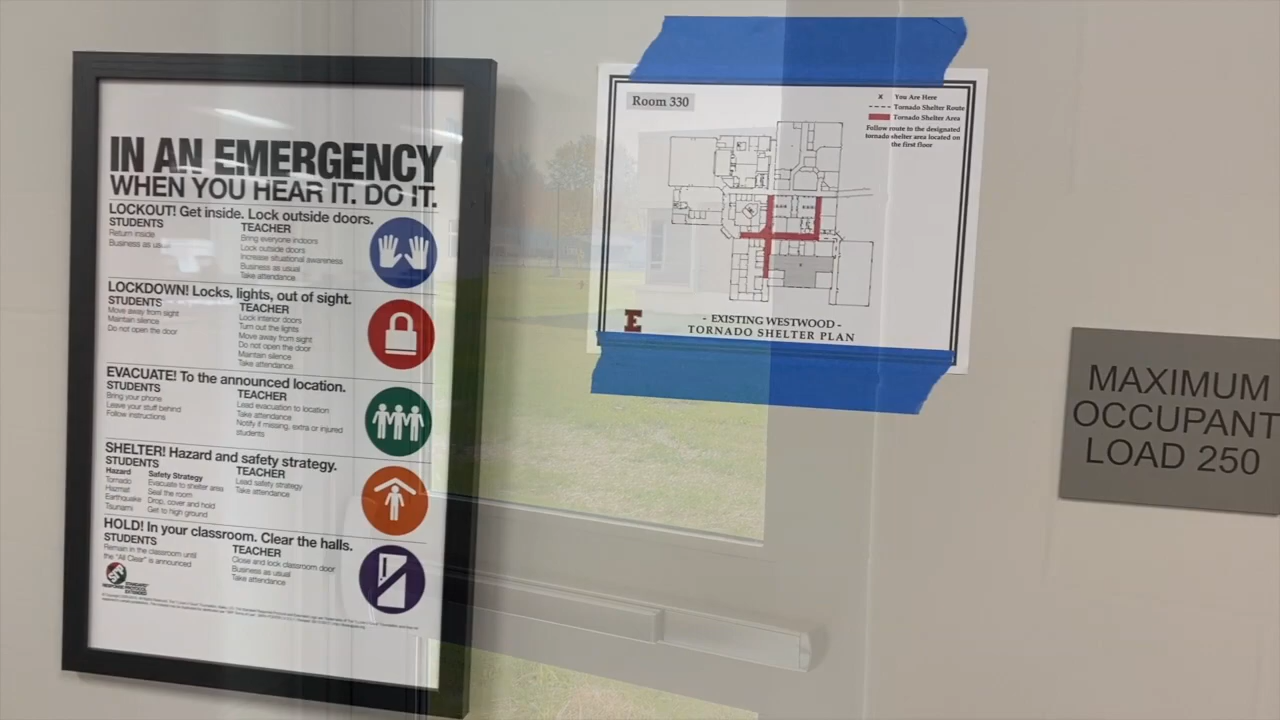 IN AN EMERGENCY
WHEN YOU HEAR IT. DO IT.
LOCKOUT! Get inside. Lock outside doors.
STUDENTS
Return inside
Business as usual
TEACHER
Bring everyone indoors
Lock outside doors
Increase situational awareness
Business as usual
Take attendance
LOCKDOWN! Locks, lights, out of sight.
STUDENTS
Move away from sight
Maintain silence
Do not open the door
TEACHER
Lock interior doors
Turn out the lights
Move away from sight
Do not open the door
Maintain silence
Take attendance
EVACUATE! To the announced location.
STUDENTS
Bring your phone
Leave your stuff behind
Follow instructions
TEACHER
Lead evacuation to location
Take attendance
Notify if missing, extra or injured
students
SHELTER! Hazard and safety strategy.
STUDENTS
Hazard Safety Strategy
Tornado Evacuate to shelter area
Hazmat Seal the room
Earthquake Drop, cover and hold
Tsunami Get to high ground
TEACHER
Lead safety strategy
Take attendance
HOLD! In your classroom. Clear the halls.
STUDENTS
Remain in the classroom until
the "All Clear" is announced
TEACHER
Close and lock classroom door
Business as usual
Take attendance
STANDARD
RESPONSE PROTOCOL
EXTENDED
Room 330
X You Are Here
Tornado Shelter Route
Tornado Shelter Area
Follow route to the designated
tornado shelter area located on
the first floor
E
- EXISTING WESTWOOD -
TORNADO SHELTER PLAN
MAXIMUM
OCCUPANT
LOAD 250